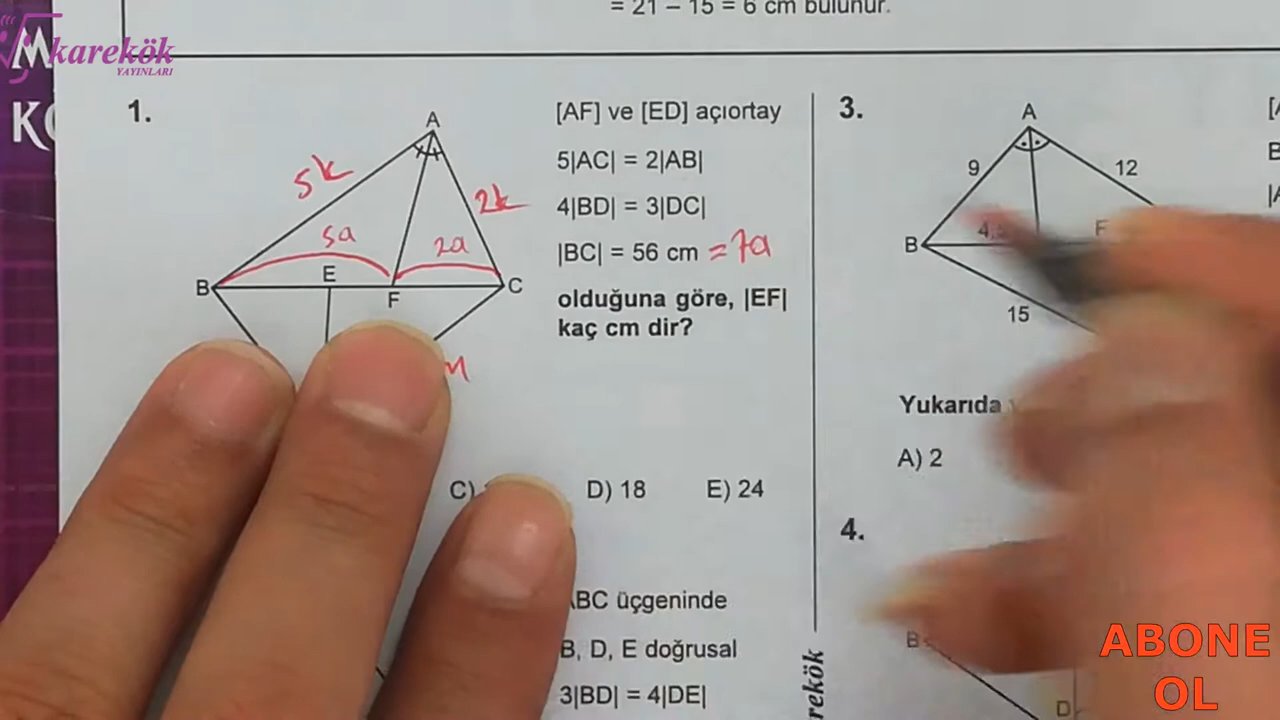 = 21 – 15 = 6 cm bulunur.
karekök
YAYINLARI
1.
A
5k
2k
5a
2a
B
E
F
C
[AF] ve [ED] açıortay
5|AC| = 2|AB|
4|BD| = 3|DC|
|BC| = 56 cm = 7a
olduğuna göre, |EF|
kaç cm dir?
C)
D) 18
E) 24
ABC üçgeninde
B, D, E doğrusal
3|BD| = 4|DE|
3.
A
9
12
B
F
15
Yukarıda
A) 2
4.
B
D
ABONE
OL